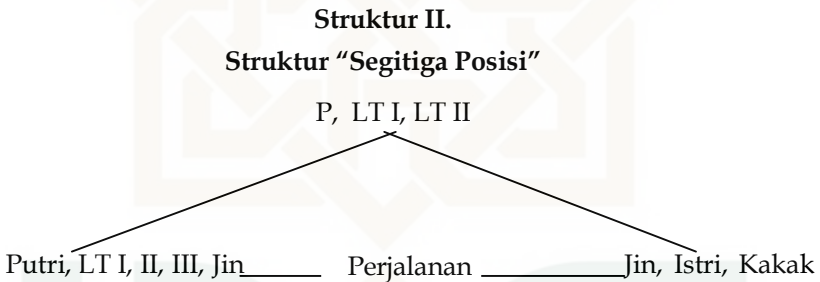 Struktur II.
Struktur “Segitiga Posisi”
P, LT I, LT II
Putri, LT I, II, III, Jin Perjalanan Jin, Istri, Kakak